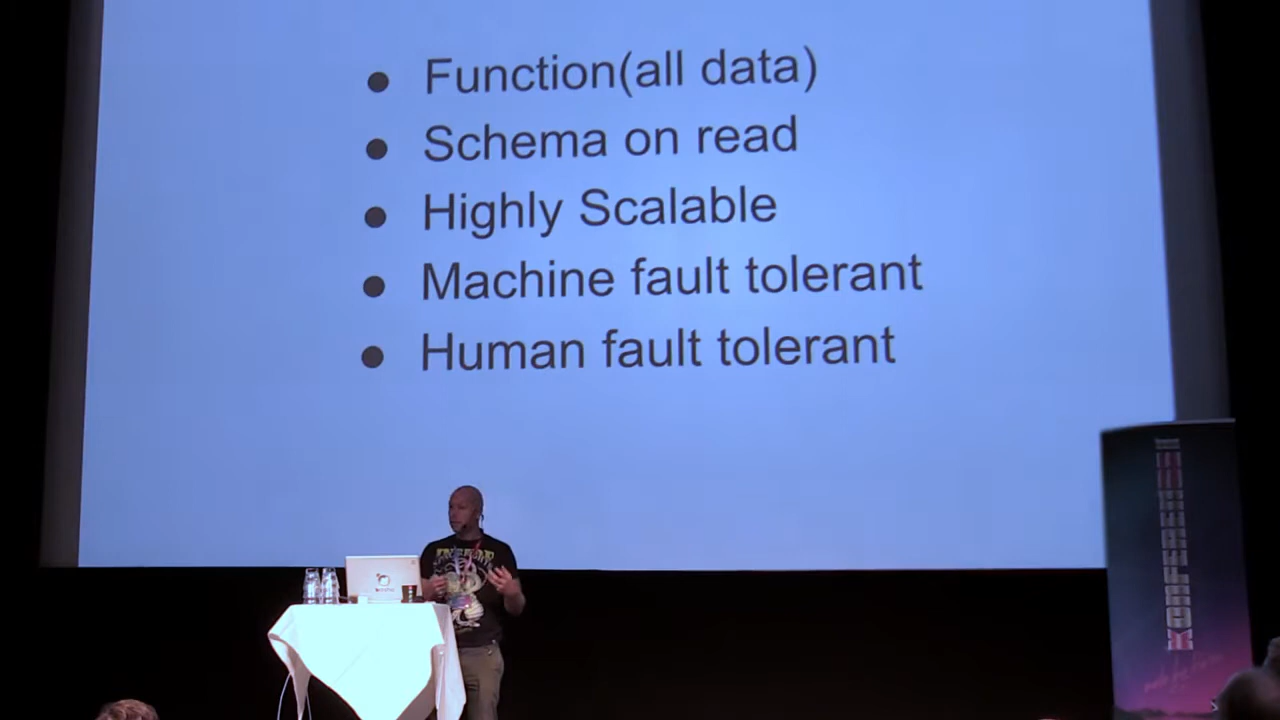 Function(all data)
Schema on read
Highly Scalable
Machine fault tolerant
Human fault tolerant